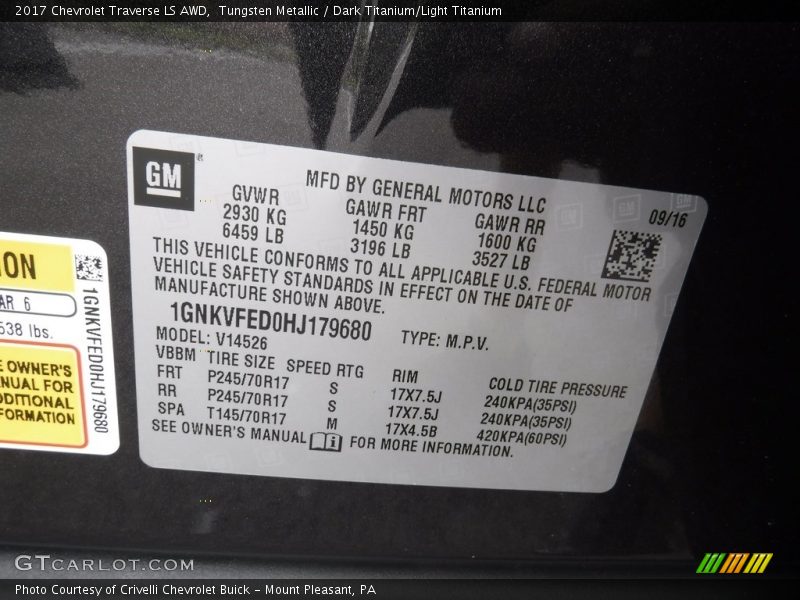 2017 Chevrolet Traverse LS AWD, Tungsten Metallic / Dark Titanium/Light Titanium
GM®
MFD BY GENERAL MOTORS LLC
09/16
GVWR GAWR FRT GAWR RR
2930 KG 1450 KG 1600 KG
6459 LB 3196 LB 3527 LB
THIS VEHICLE CONFORMS TO ALL APPLICABLE U.S. FEDERAL MOTOR
VEHICLE SAFETY STANDARDS IN EFFECT ON THE DATE OF
MANUFACTURE SHOWN ABOVE.
1GNKVFED0HJ179680
TYPE: M.P.V.
MODEL: V14526
VBBM TIRE SIZE SPEED RTG RIM COLD TIRE PRESSURE
FRT P245/70R17 S 17X7.5J 240KPA(35PSI)
RR P245/70R17 S 17X7.5J 240KPA(35PSI)
SPA T145/70R17 M 17X4.5B 420KPA(60PSI)
SEE OWNER'S MANUAL FOR MORE INFORMATION.
ION
AR 6
538 lbs.
E OWNER'S
NUAL FOR
DDITIONAL
FORMATION
1GNKVFED0HJ179680
GTCARLOT.COM
Photo Courtesy of Crivelli Chevrolet Buick - Mount Pleasant, PA